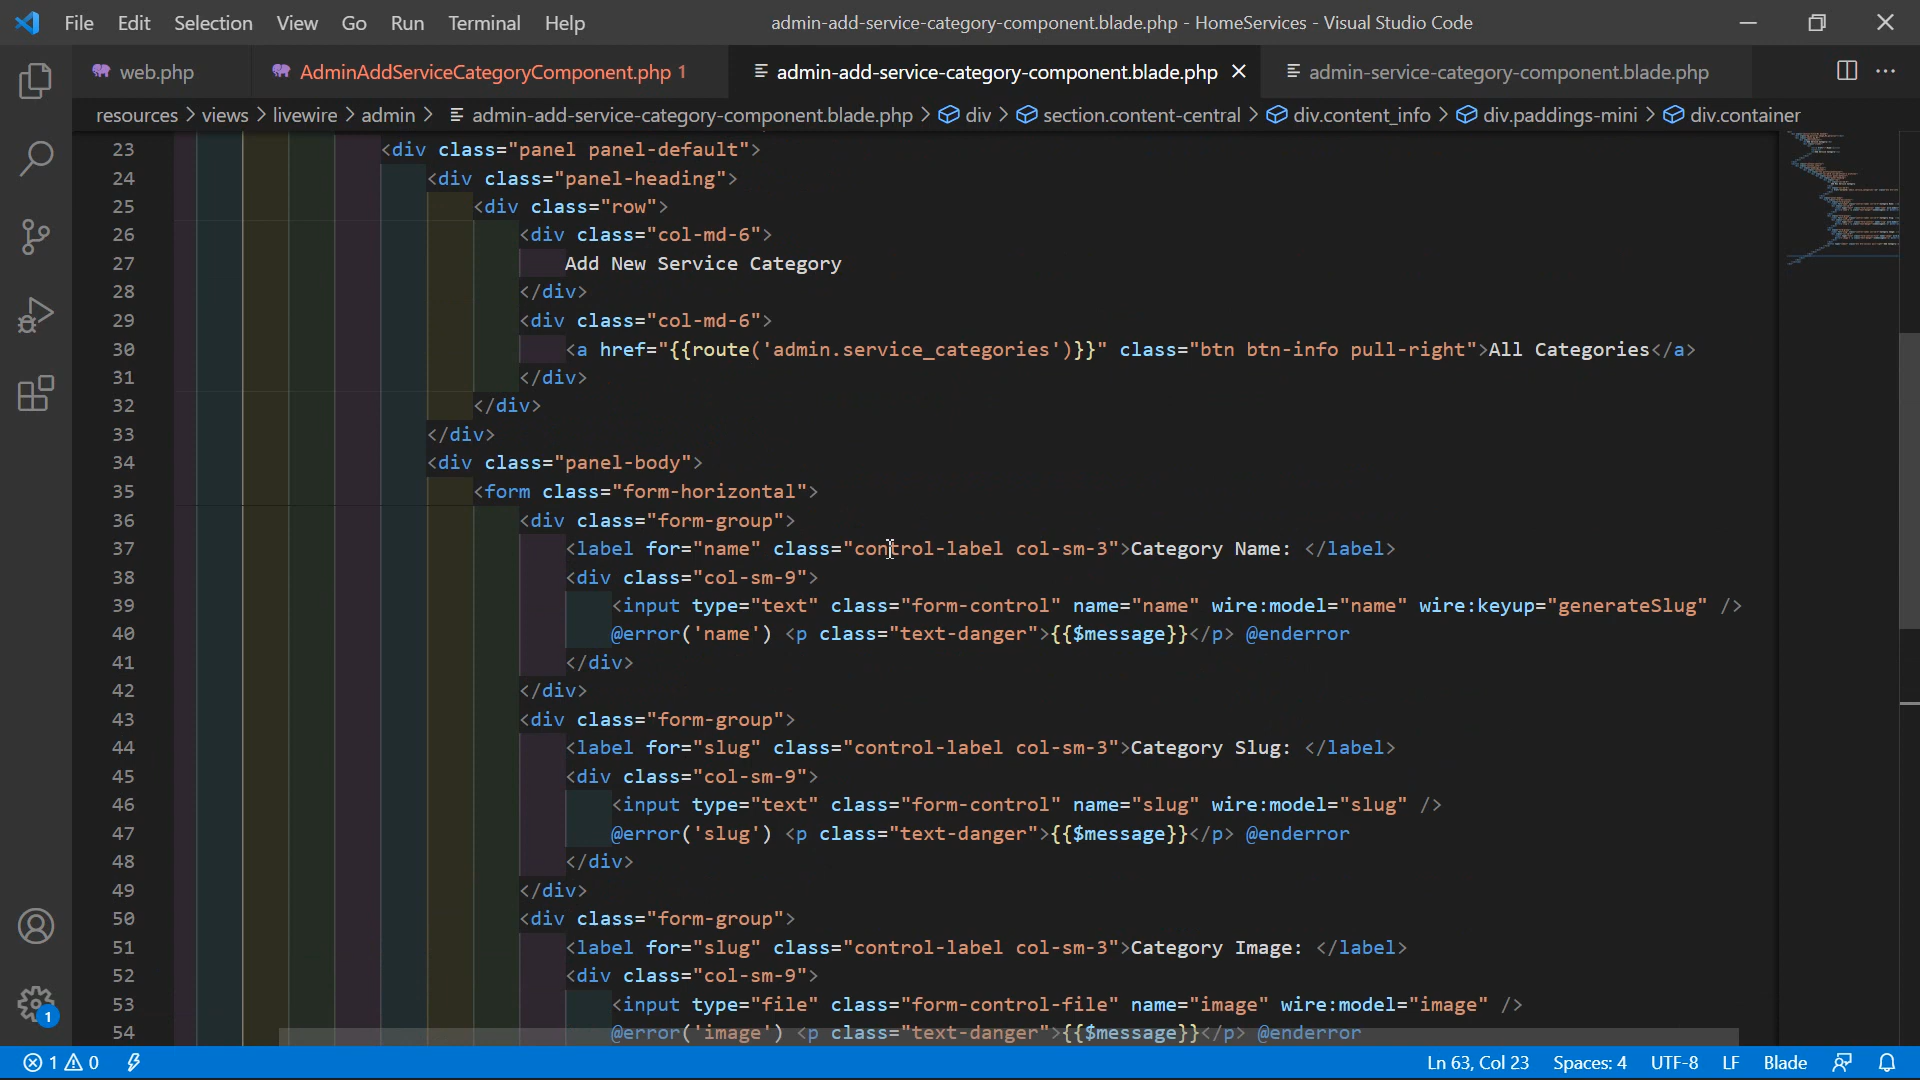 File Edit Selection View Go Run Terminal Help admin-add-service-category-component.blade.php - HomeServices - Visual Studio Code
web.php AdminAddServiceCategoryComponent.php 1 admin-add-service-category-component.blade.php admin-service-category-component.blade.php
resources > views > livewire > admin > admin-add-service-category-component.blade.php > div > section.content-central > div.content_info > div.paddings-mini > div.container
23 <div class="panel panel-default">
24 <div class="panel-heading">
25 <div class="row">
26 <div class="col-md-6">
27 Add New Service Category
28 </div>
29 <div class="col-md-6">
30 <a href="{{route('admin.service_categories')}}" class="btn btn-info pull-right">All Categories</a>
31 </div>
32 </div>
33 </div>
34 <div class="panel-body">
35 <form class="form-horizontal">
36 <div class="form-group">
37 <label for="name" class="control-label col-sm-3">Category Name: </label>
38 <div class="col-sm-9">
39 <input type="text" class="form-control" name="name" wire:model="name" wire:keyup="generateSlug" />
40 @error('name') <p class="text-danger">{{$message}}</p> @enderror
41 </div>
42 </div>
43 <div class="form-group">
44 <label for="slug" class="control-label col-sm-3">Category Slug: </label>
45 <div class="col-sm-9">
46 <input type="text" class="form-control" name="slug" wire:model="slug" />
47 @error('slug') <p class="text-danger">{{$message}}</p> @enderror
48 </div>
49 </div>
50 <div class="form-group">
51 <label for="slug" class="control-label col-sm-3">Category Image: </label>
52 <div class="col-sm-9">
53 <input type="file" class="form-control-file" name="image" wire:model="image" />
54 @error('image') <p class="text-danger">{{$message}}</p> @enderror
1
1 0 Ln 63, Col 23 Spaces: 4 UTF-8 LF Blade